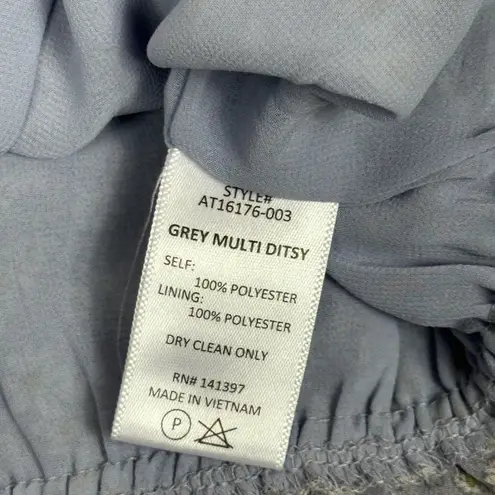 STYLE#
AT16176-003
GREY MULTI DITSY
SELF:
100% POLYESTER
LINING:
100% POLYESTER
DRY CLEAN ONLY
RN# 141397
MADE IN VIETNAM
P